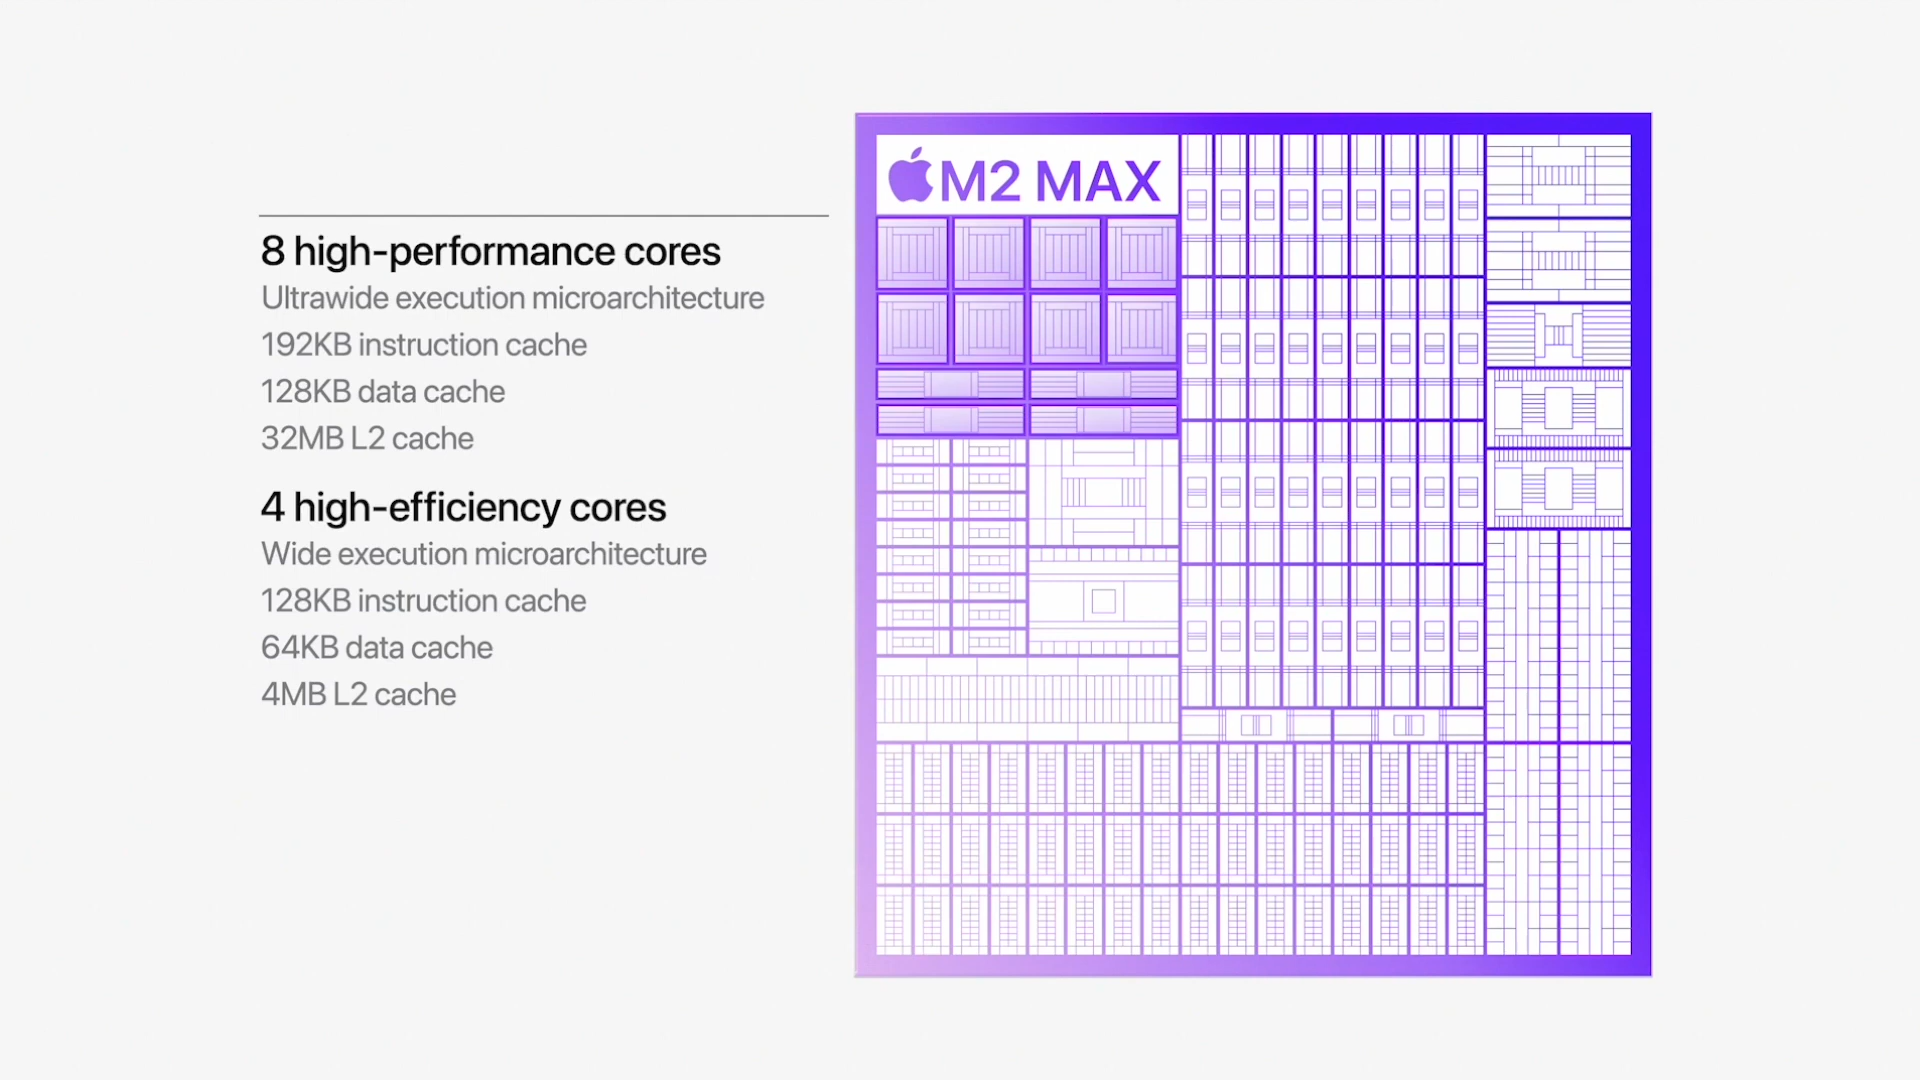 8 high-performance cores
Ultrawide execution microarchitecture
192KB instruction cache
128KB data cache
32MB L2 cache
4 high-efficiency cores
Wide execution microarchitecture
128KB instruction cache
64KB data cache
4MB L2 cache
M2 MAX